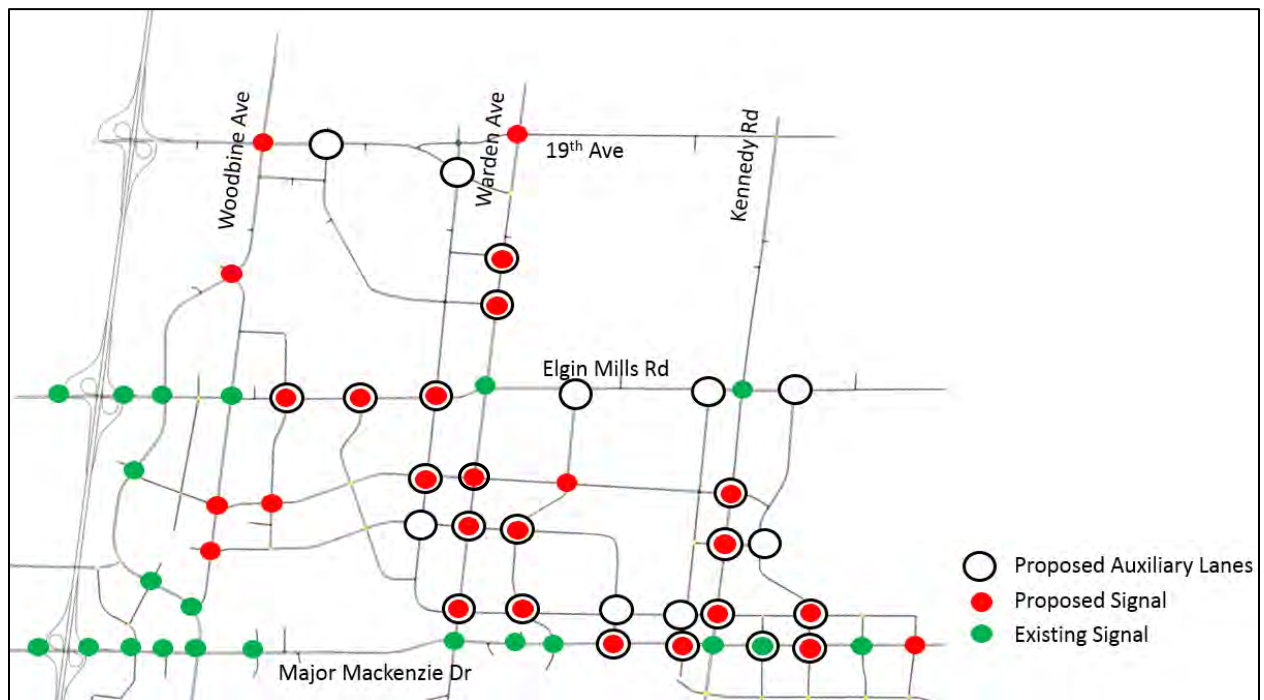 Woodbine Ave
Warden Ave
19th Ave
Kennedy Rd
Elgin Mills Rd
Proposed Auxiliary Lanes
Proposed Signal
Existing Signal
Major Mackenzie Dr